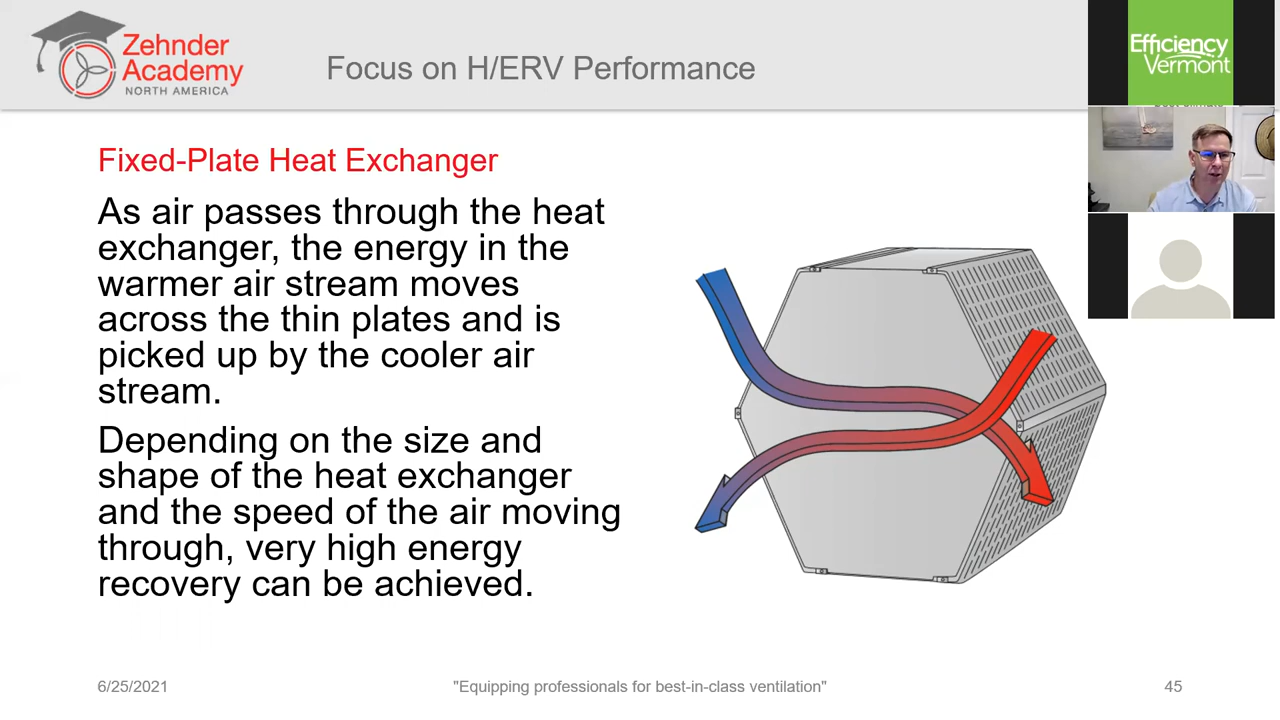 Zehnder
Academy
NORTH AMERICA
Focus on H/ERV Performance
Efficiency
Vermont
Fixed-Plate Heat Exchanger
As air passes through the heat
exchanger, the energy in the
warmer air stream moves
across the thin plates and is
picked up by the cooler air
stream.
Depending on the size and
shape of the heat exchanger
and the speed of the air moving
through, very high energy
recovery can be achieved.
6/25/2021
"Equipping professionals for best-in-class ventilation"
45